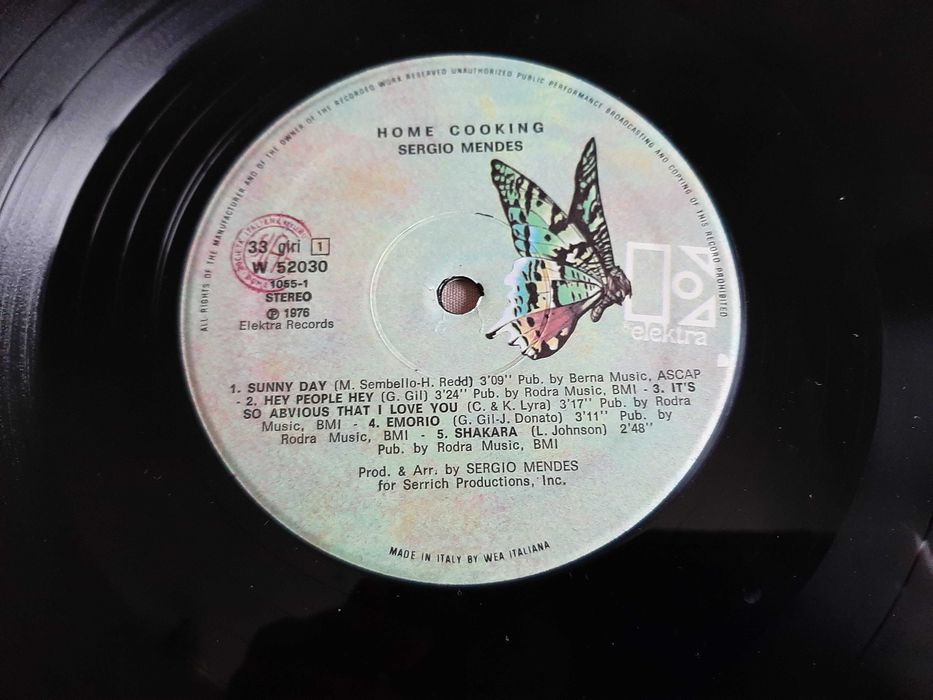 ALL RIGHTS OF THE MANUFACTURER AND OF THE OWNER OF THE RECORDED WORK RESERVED UNAUTHORIZED PUBLIC PERFORMANCE BROADCASTING AND COPYING OF THIS RECORD PROHIBITED
HOME COOKING
SERGIO MENDES
33 giri 1
W 52030
1055-1
STEREO
℗ 1976
Elektra Records
elektra
1. SUNNY DAY (M. Sembello-H. Redd) 3'09" Pub. by Berna Music, ASCAP
- 2. HEY PEOPLE HEY (G. Gil) 3'24" Pub. by Rodra Music, BMI - 3. IT'S
SO ABVIOUS THAT I LOVE YOU (C. & K. Lyra) 3'17" Pub. by Rodra
Music, BMI - 4. EMORIO (G. Gil-J. Donato) 3'11" Pub. by
Rodra Music, BMI - 5. SHAKARA (L. Johnson) 2'48"
Pub. by Rodra Music, BMI
Prod. & Arr. by SERGIO MENDES
for Serrich Productions, Inc.
MADE IN ITALY BY WEA ITALIANA